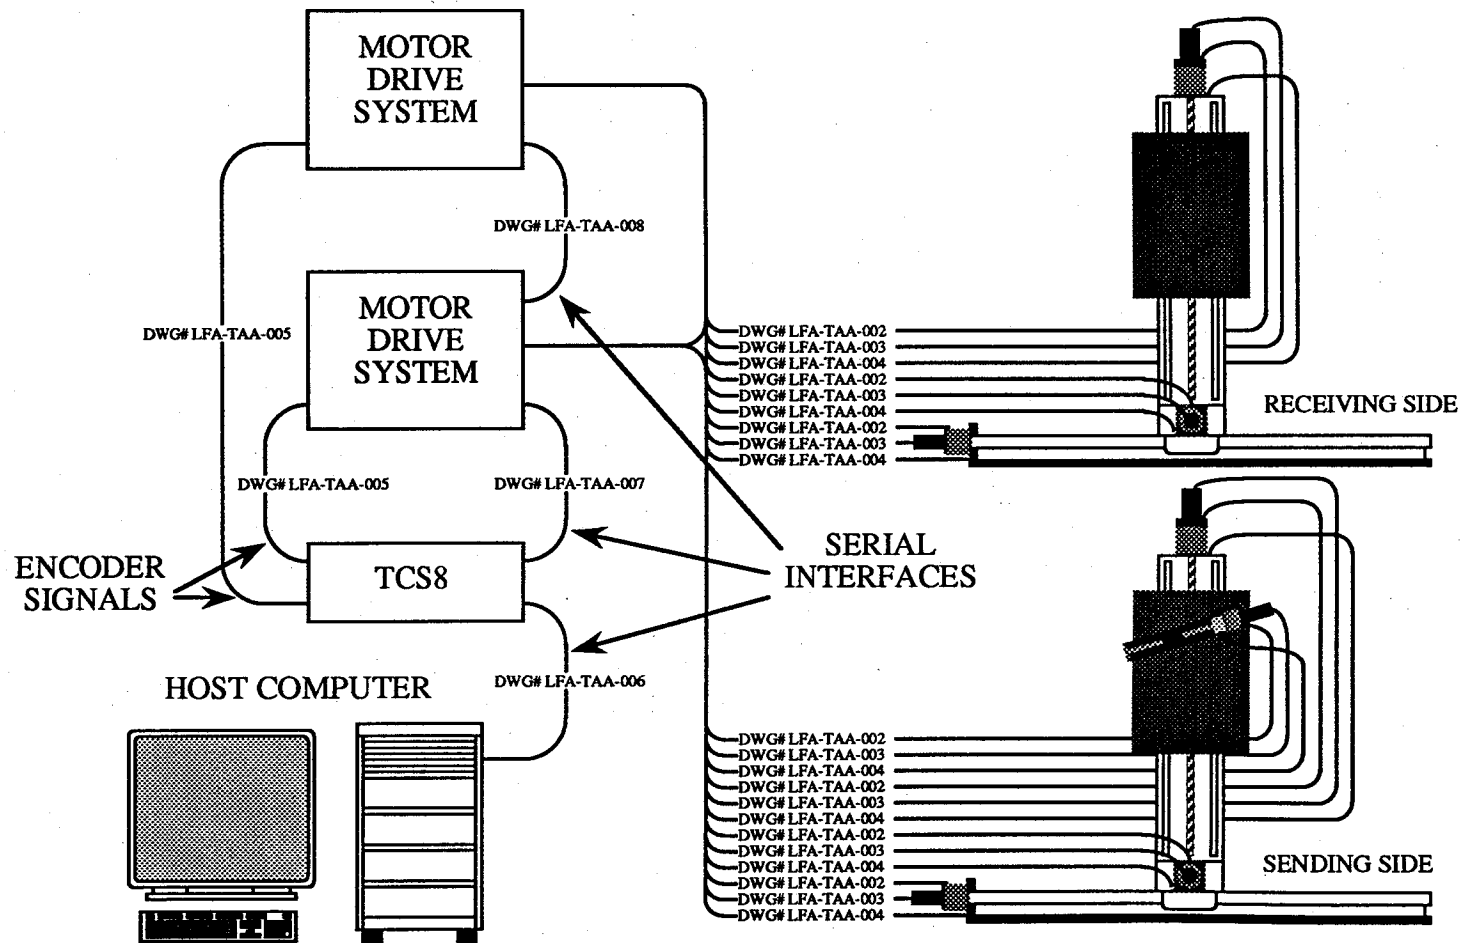 MOTOR
DRIVE
SYSTEM
DWG# LFA-TAA-008
MOTOR
DRIVE
SYSTEM
DWG# LFA-TAA-005
DWG# LFA-TAA-002
DWG# LFA-TAA-003
DWG# LFA-TAA-004
DWG# LFA-TAA-002
DWG# LFA-TAA-003
DWG# LFA-TAA-004
DWG# LFA-TAA-002
DWG# LFA-TAA-003
DWG# LFA-TAA-004
RECEIVING SIDE
DWG# LFA-TAA-005
DWG# LFA-TAA-007
ENCODER
SIGNALS
TCS8
SERIAL
INTERFACES
HOST COMPUTER
DWG# LFA-TAA-006
DWG# LFA-TAA-002
DWG# LFA-TAA-003
DWG# LFA-TAA-004
DWG# LFA-TAA-002
DWG# LFA-TAA-003
DWG# LFA-TAA-004
DWG# LFA-TAA-002
DWG# LFA-TAA-003
DWG# LFA-TAA-004
DWG# LFA-TAA-002
DWG# LFA-TAA-003
DWG# LFA-TAA-004
SENDING SIDE